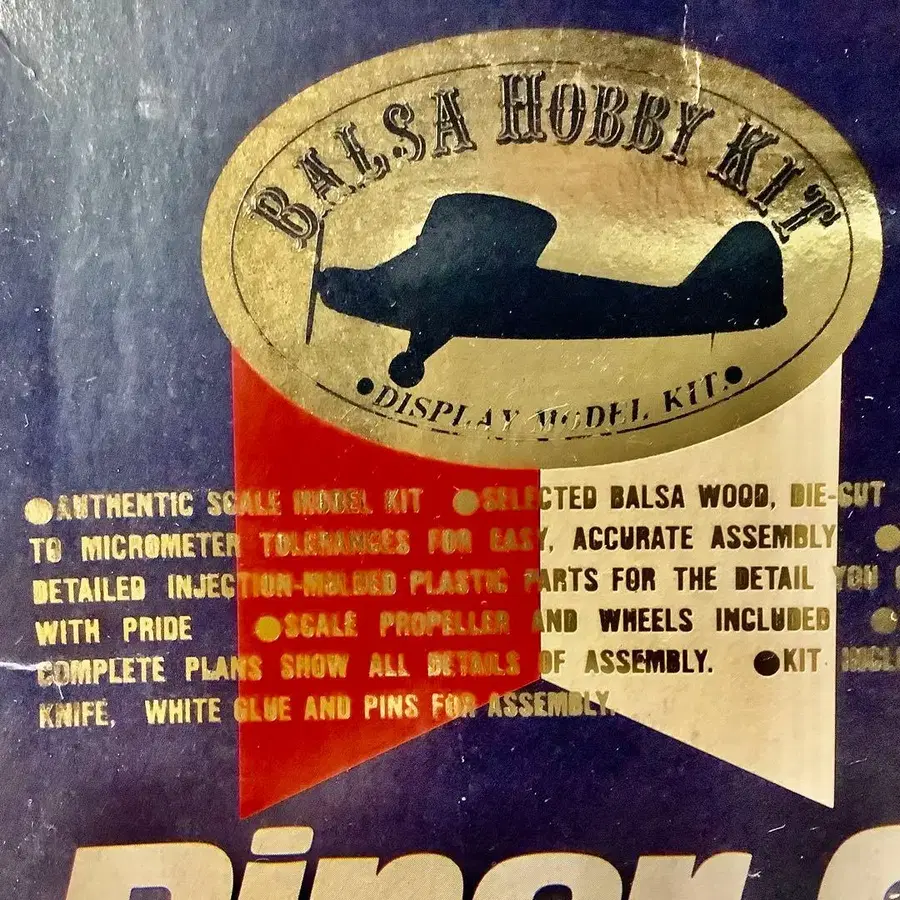 BALSA HOBBY KIT
•DISPLAY MODEL KIT.•
●AUTHENTIC SCALE MODEL KIT ●SELECTED BALSA WOOD, DIE-CUT
TO MICROMETER TOLERANCES FOR EASY, ACCURATE ASSEMBLY ●
DETAILED INJECTION-MOLDED PLASTIC PARTS FOR THE DETAIL YOU
WITH PRIDE ●SCALE PROPELLER AND WHEELS INCLUDED ●
COMPLETE PLANS SHOW ALL DETAILS OF ASSEMBLY. ●KIT
KNIFE, WHITE GLUE AND PINS FOR ASSEMBLY.
Piper